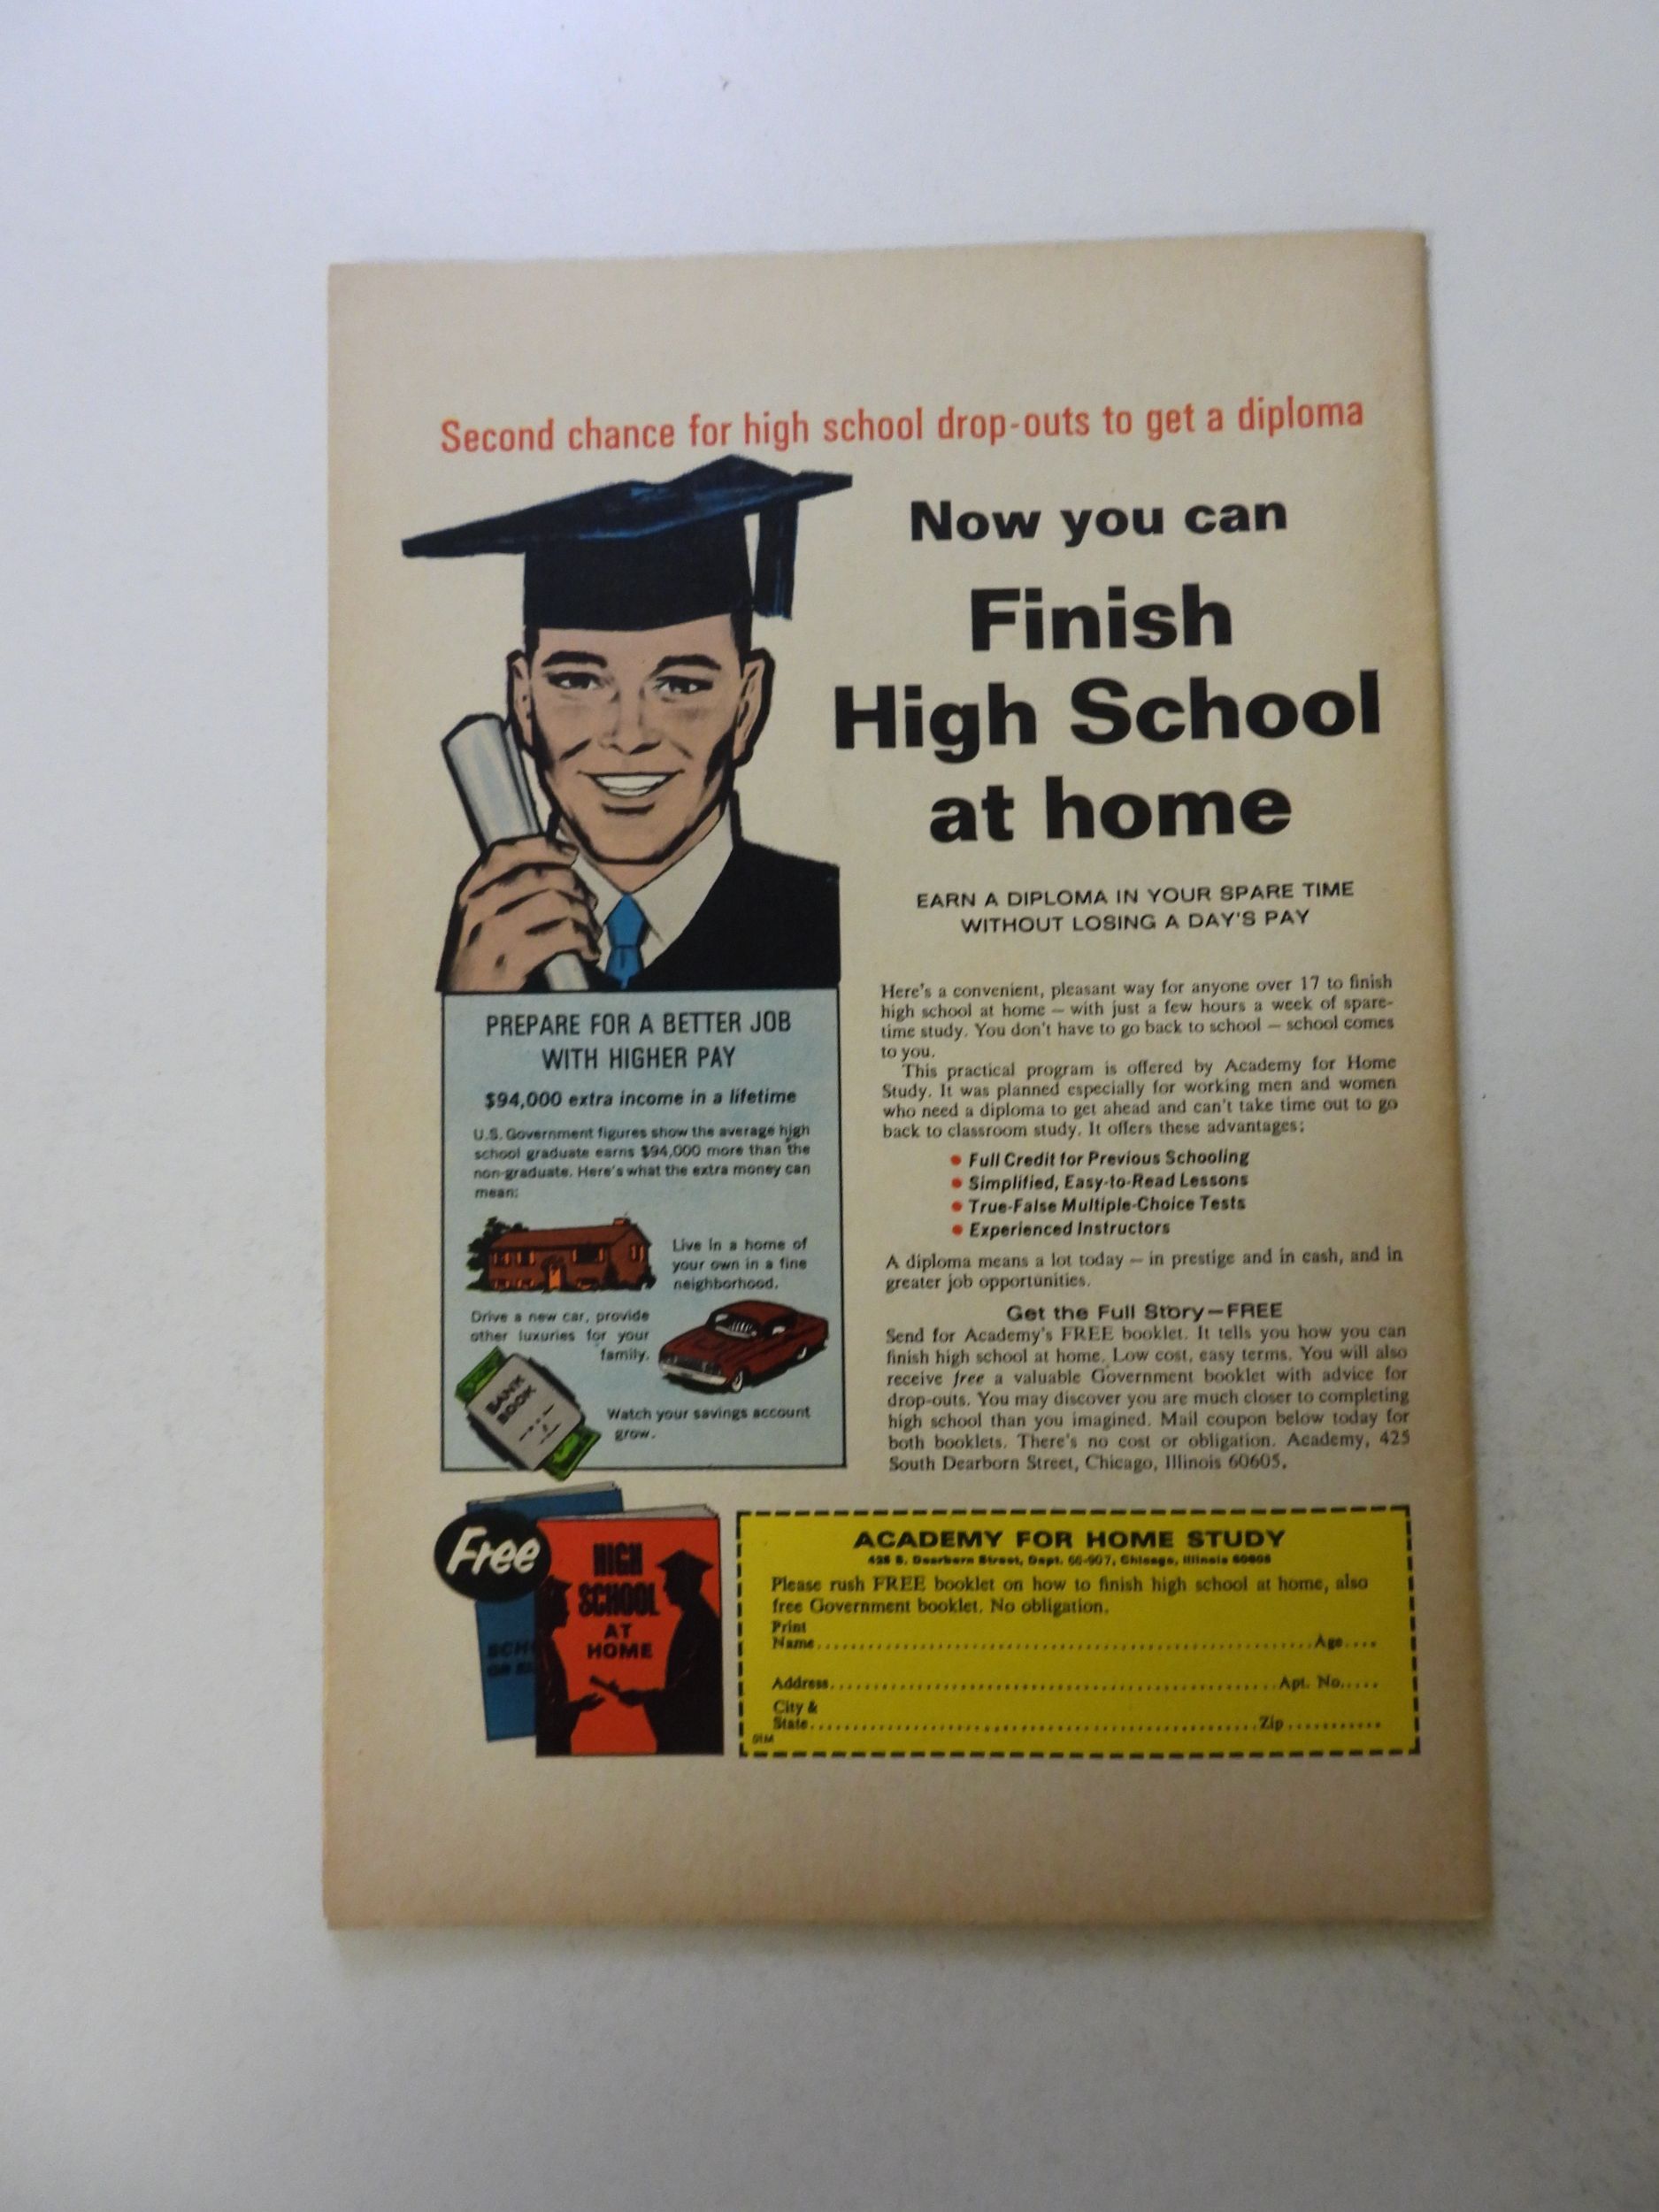 Second chance for high school drop-outs to get a diploma
Now you can
Finish
High School
at home
EARN A DIPLOMA IN YOUR SPARE TIME
WITHOUT LOSING A DAY'S PAY
PREPARE FOR A BETTER JOB
WITH HIGHER PAY
$94,000 extra income in a lifetime
U.S. Government figures show the average high
school graduate earns $94,000 more than the
non-graduate. Here's what the extra money can
mean:
Live in a home of
your own in a fine
neighborhood.
Drive a new car, provide
other luxuries for your
family.
BANK
BOOK
Watch your savings account
grow.
Here's a convenient, pleasant way for anyone over 17 to finish
high school at home — with just a few hours a week of spare-
time study. You don't have to go back to school — school comes
to you.
This practical program is offered by Academy for Home
Study. It was planned especially for working men and women
who need a diploma to get ahead and can't take time out to go
back to classroom study. It offers these advantages:
• Full Credit for Previous Schooling
• Simplified, Easy-to-Read Lessons
• True-False Multiple-Choice Tests
• Experienced Instructors
A diploma means a lot today — in prestige and in cash, and in
greater job opportunities.
Get the Full Story—FREE
Send for Academy's FREE booklet. It tells you how you can
finish high school at home. Low cost, easy terms. You will also
receive free a valuable Government booklet with advice for
drop-outs. You may discover you are much closer to completing
high school than you imagined. Mail coupon below today for
both booklets. There's no cost or obligation. Academy, 425
South Dearborn Street, Chicago, Illinois 60605.
Free
HIGH
SCHOOL
AT
HOME
ACADEMY FOR HOME STUDY
425 S. Dearborn Street, Dept. 66-907, Chicago, Illinois 60605
Please rush FREE booklet on how to finish high school at home, also
free Government booklet. No obligation.
Print
Name.......... Age....
Address.......... Apt. No.....
City &
State.......... Zip..........